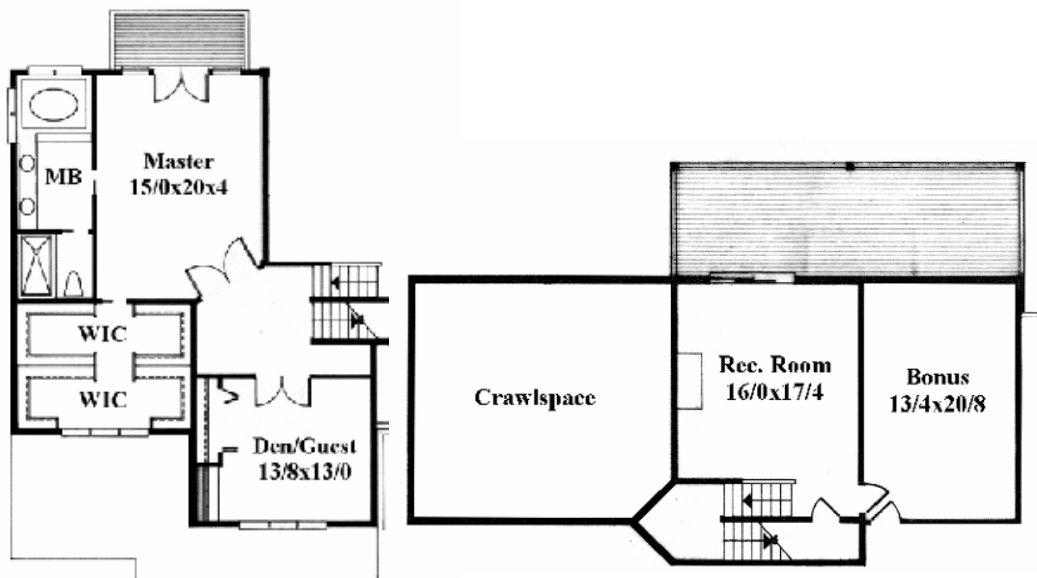 Master
15/0x20x4
MB
WIC
WIC
Den/Guest
13/8x13/0
Crawlspace
Rec. Room
16/0x17/4
Bonus
13/4x20/8